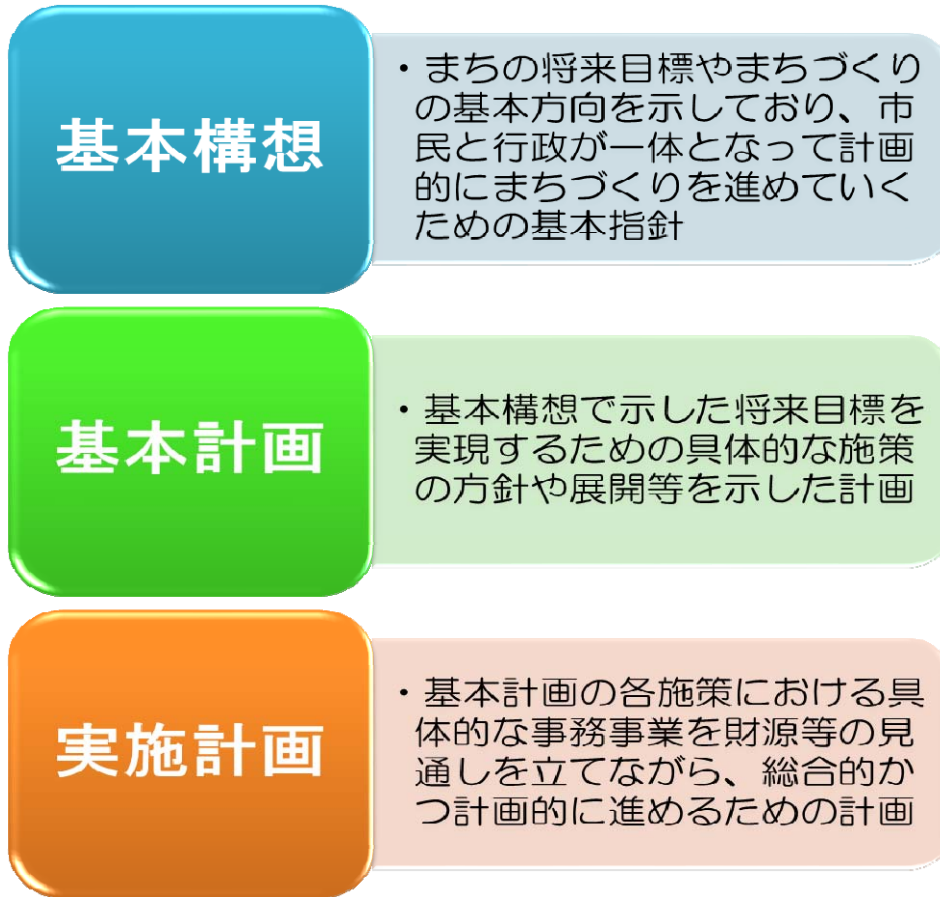 基本構想
・まちの将来目標やまちづくり
の基本方向を示しており、市
民と行政が一体となって計画
的にまちづくりを進めていく
ための基本指針
基本計画
・基本構想で示した将来目標を
実現するための具体的な施策
の方針や展開等を示した計画
実施計画
・基本計画の各施策における具
体的な事務事業を財源等の見
通しを立てながら、総合的か
つ計画的に進めるための計画